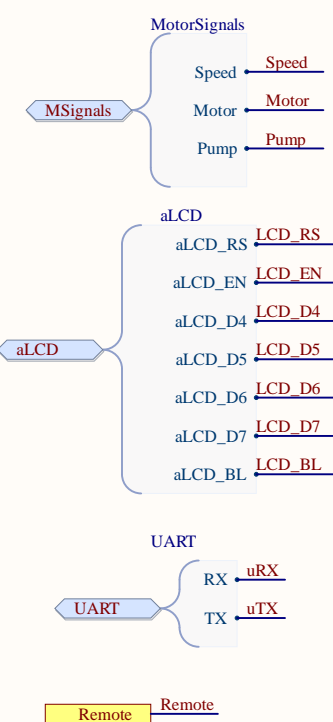 MotorSignals
Speed Speed
MSignals Motor Motor
Pump Pump
aLCD
aLCD_RS LCD_RS
aLCD_EN LCD_EN
aLCD_D4 LCD_D4
aLCD aLCD_D5 LCD_D5
aLCD_D6 LCD_D6
aLCD_D7 LCD_D7
aLCD_BL LCD_BL
UART
RX uRX
UART TX uTX
Remote Remote